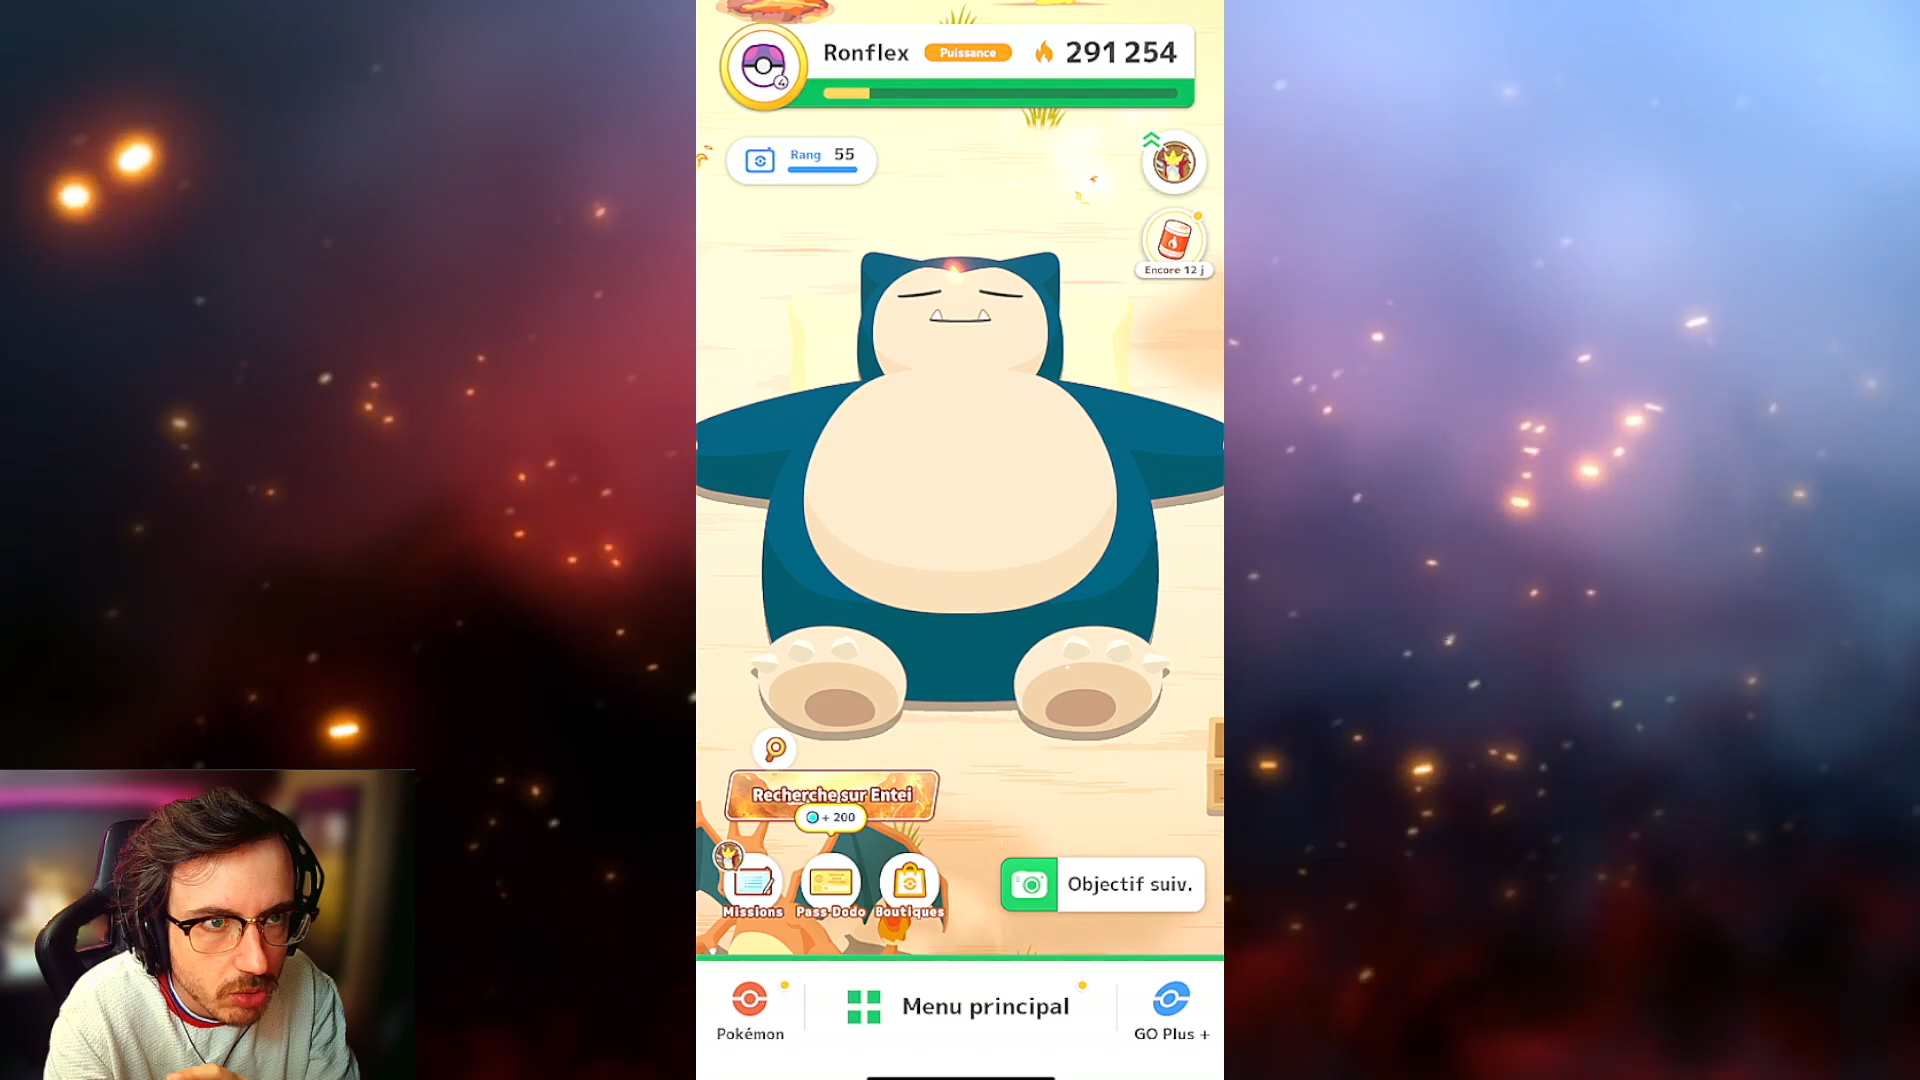 Ronflex Puissance 291 254
4
Rang 55
Encore 12 j
Recherche sur Entei
+ 200
Missions Pass Dodo Boutiques
Objectif suiv.
Pokémon Menu principal GO Plus +